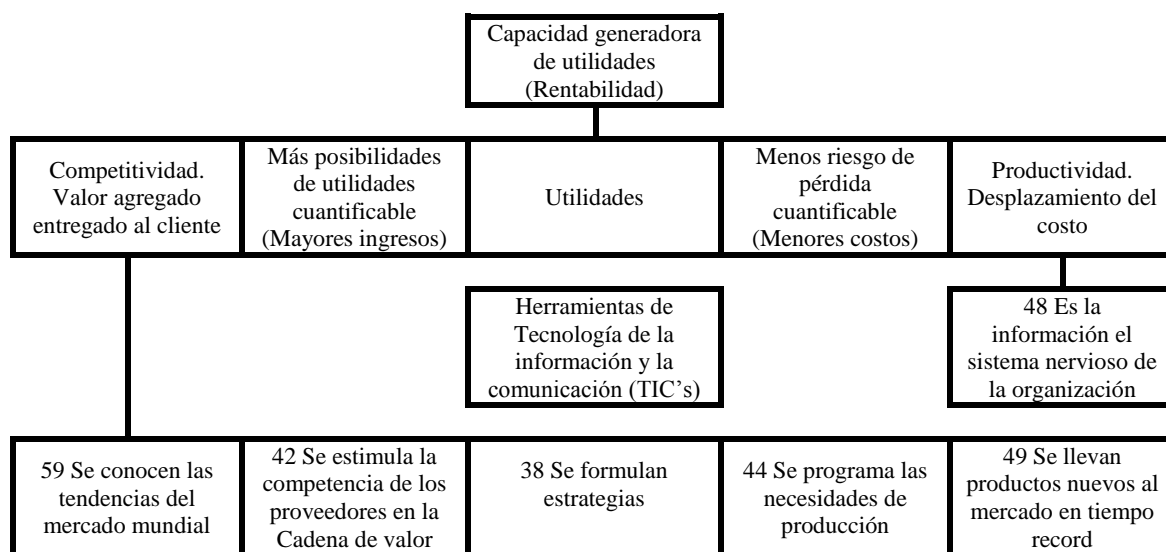 Capacidad generadora
de utilidades
(Rentabilidad)
Competitividad.
Valor agregado
entregado al cliente
Más posibilidades
de utilidades
cuantificable
(Mayores ingresos)
Utilidades
Menos riesgo de
pérdida
cuantificable
(Menores costos)
Productividad.
Desplazamiento del
costo
Herramientas de
Tecnología de la
información y la
comunicación (TIC’s)
48 Es la
información el
sistema nervioso de
la organización
59 Se conocen las
tendencias del
mercado mundial
42 Se estimula la
competencia de los
proveedores en la
Cadena de valor
38 Se formulan
estrategias
44 Se programa las
necesidades de
producción
49 Se llevan
productos nuevos al
mercado en tiempo
record